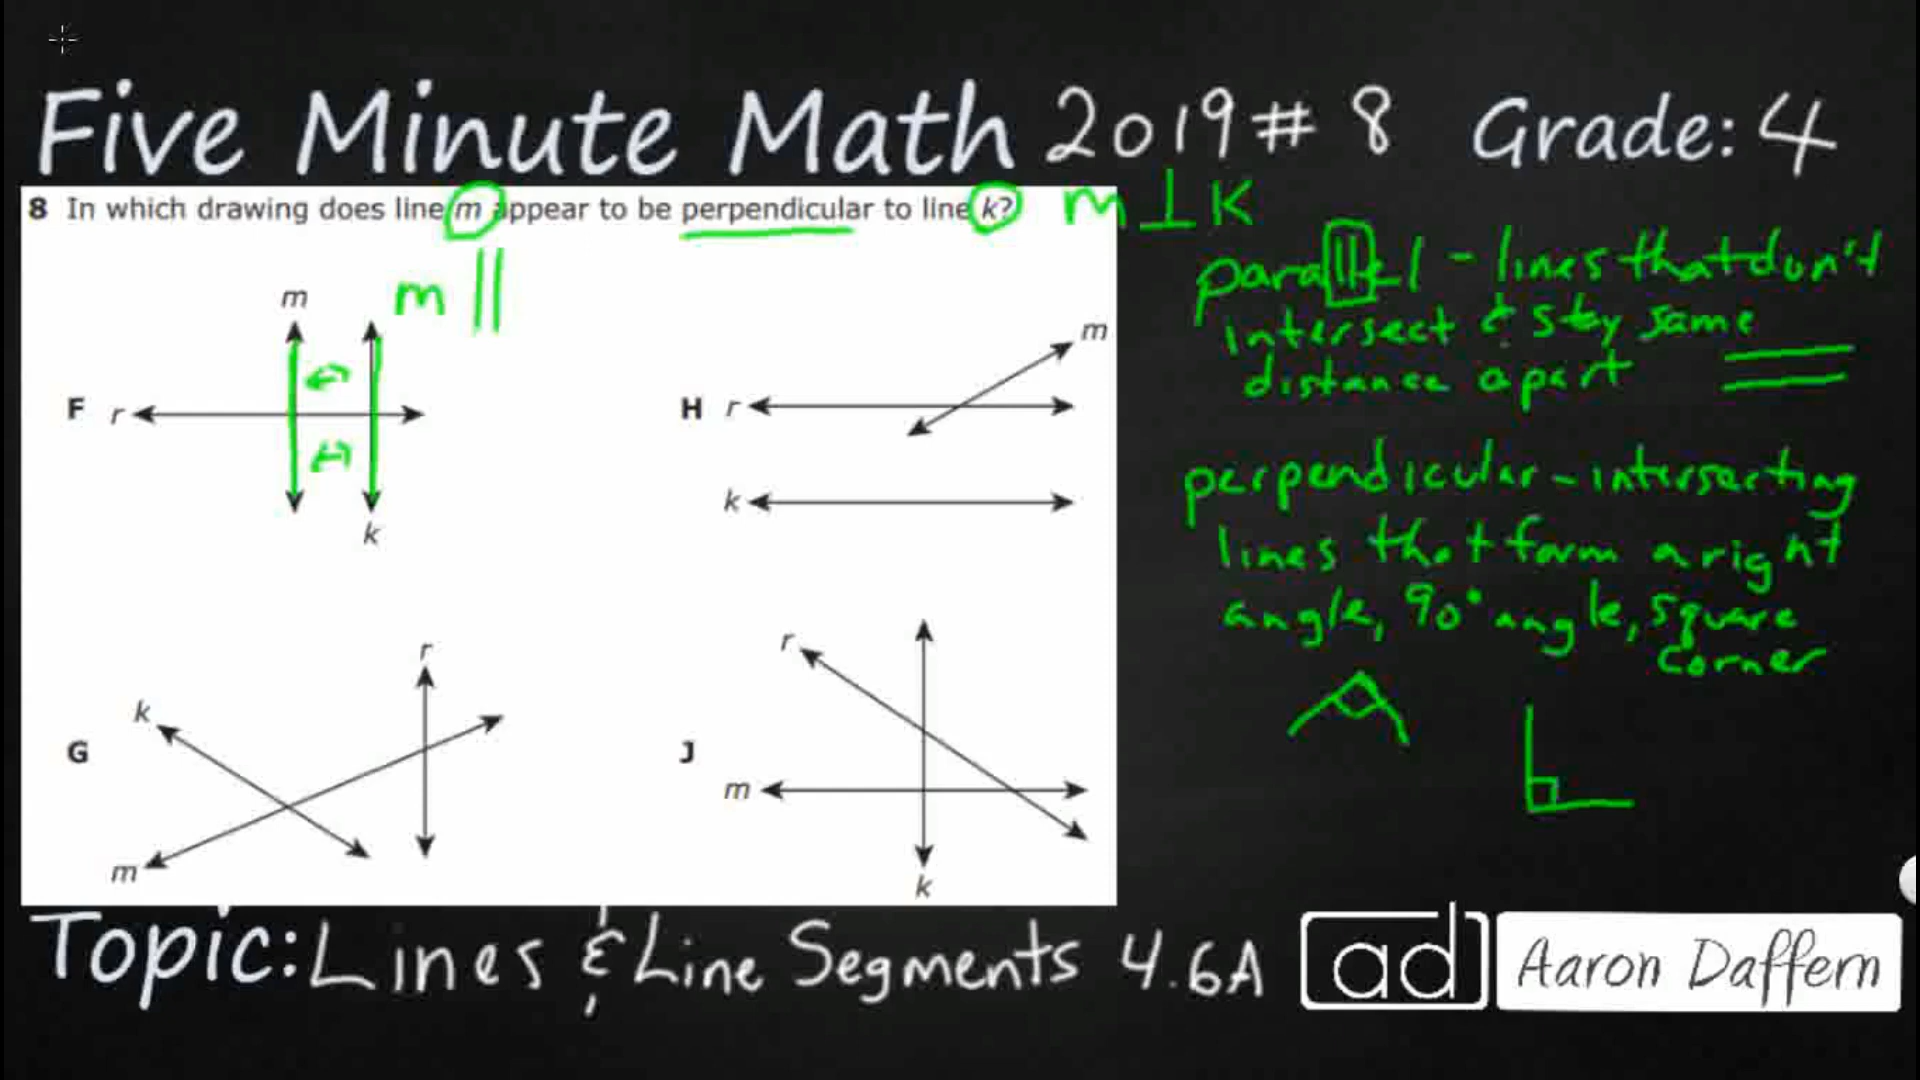 Five Minute Math 2019 # 8 Grade: 4
8 In which drawing does line m appear to be perpendicular to line k?
m ⊥ K
parallel - lines that don't
intersect & stay same
distance apart
m ||
m
k
F r
H r
m
k
perpendicular - intersecting
lines that form a right
angle, 90° angle, square
corner
G
k
r
m
J
r
m
k
Topic: Lines & Line Segments 4.6A
ad Aaron Daffern